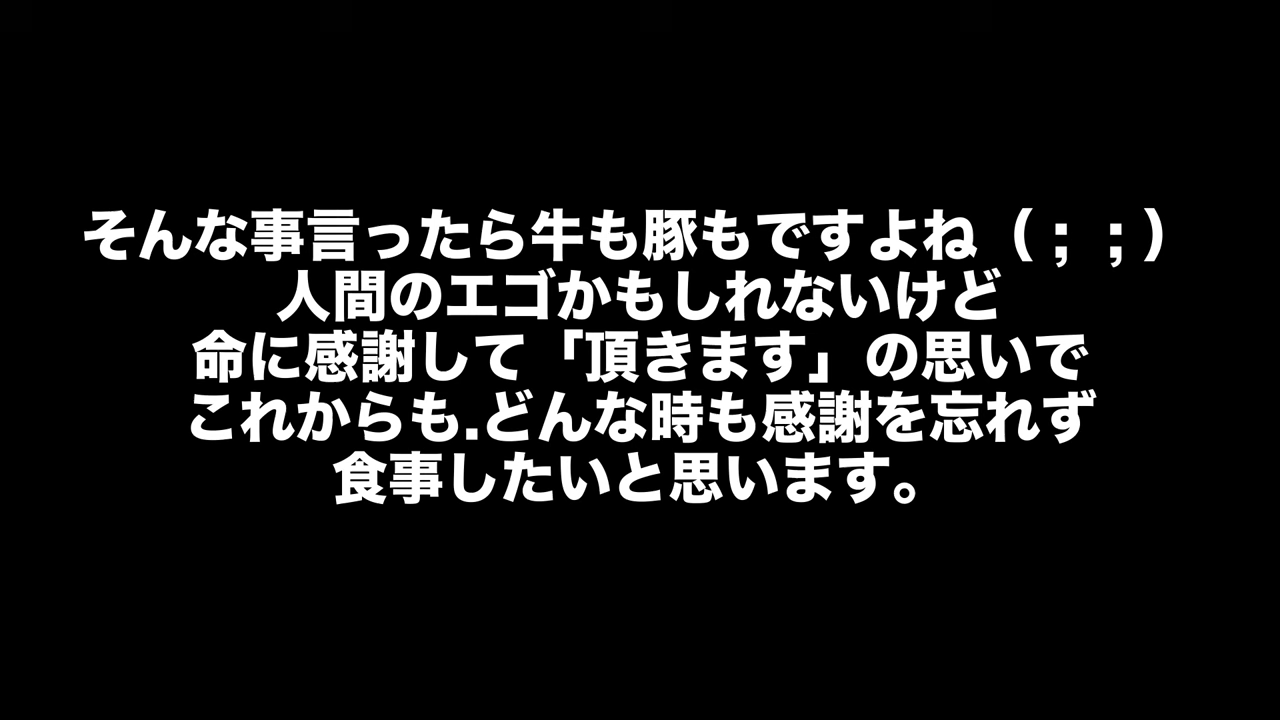 そんな事言ったら牛も豚もですよね（；；）
人間のエゴかもしれないけど
命に感謝して「頂きます」の思いで
これからも.どんな時も感謝を忘れず
食事したいと思います。